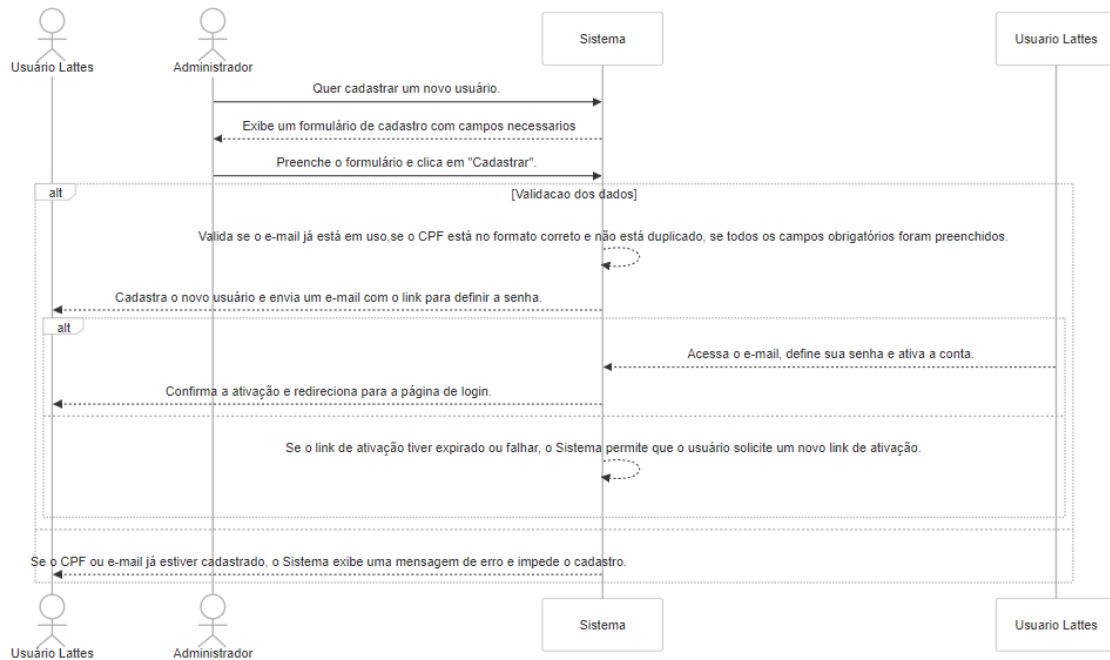 Usuário Lattes
Administrador
Sistema
Usuario Lattes
Quer cadastrar um novo usuário.
Exibe um formulário de cadastro com campos necessarios
Preenche o formulário e clica em "Cadastrar".
alt
[Validacao dos dados]
Valida se o e-mail já está em uso,se o CPF está no formato correto e não está duplicado, se todos os campos obrigatórios foram preenchidos.
Cadastra o novo usuário e envia um e-mail com o link para definir a senha.
alt
Acessa o e-mail, define sua senha e ativa a conta.
Confirma a ativação e redireciona para a página de login.
Se o link de ativação tiver expirado ou falhar, o Sistema permite que o usuário solicite um novo link de ativação.
Se o CPF ou e-mail já estiver cadastrado, o Sistema exibe uma mensagem de erro e impede o cadastro.
Usuário Lattes
Administrador
Sistema
Usuario Lattes